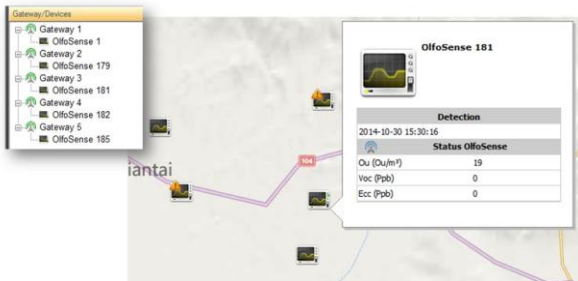 Gateway/Devices
Gateway 1
OlfoSense 1
Gateway 2
OlfoSense 179
Gateway 3
OlfoSense 181
Gateway 4
OlfoSense 182
Gateway 5
OlfoSense 185
iantai
104
OlfoSense 181
Detection
2014-10-30 15:30:16
Status OlfoSense
Ou (Ou/m³) 19
Voc (Ppb) 0
Ecc (Ppb) 0